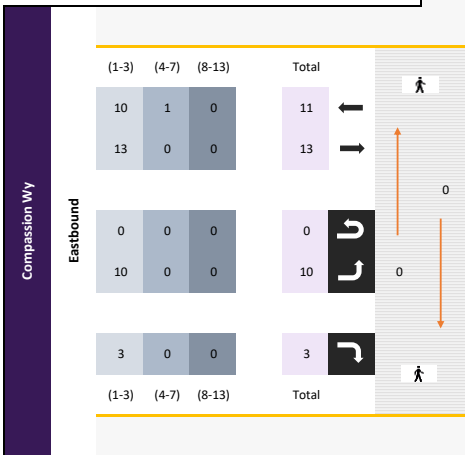 (1-3) (4-7) (8-13) Total
10 1 0 11
13 0 0 13
0
Compassion Wy
Eastbound
0 0 0 0
10 0 0 10 0
3 0 0 3
(1-3) (4-7) (8-13) Total